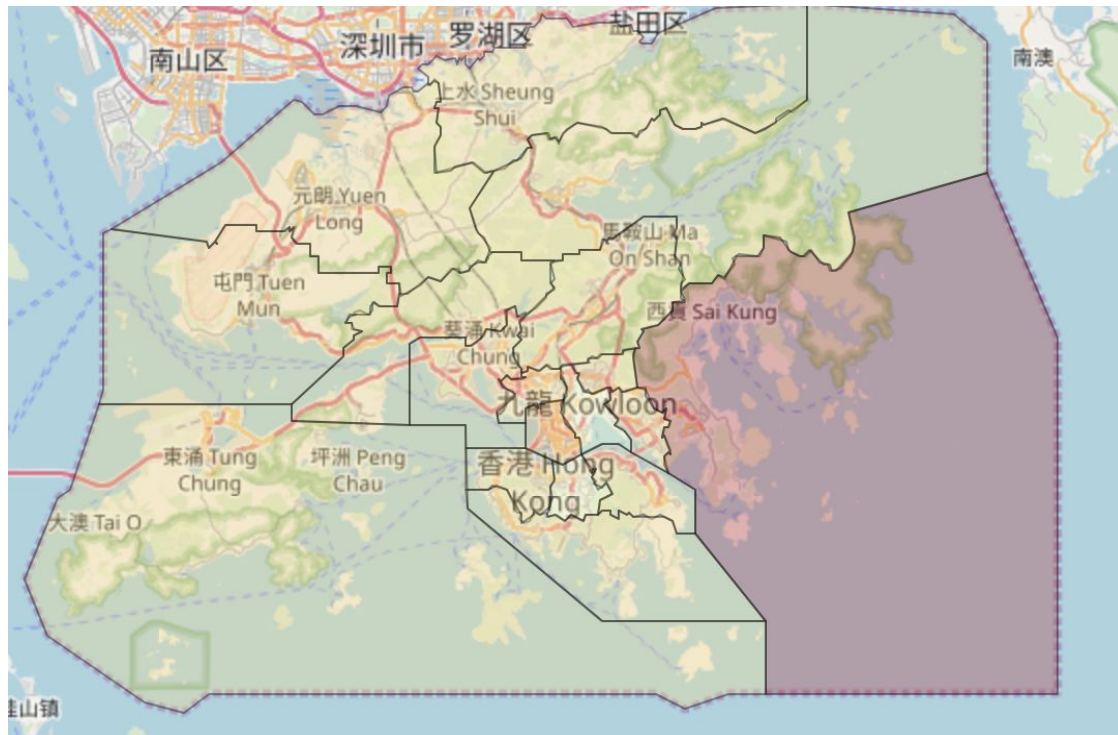 南山区
深圳市
罗湖区
盐田区
南澳
上水 Sheung
Shui
元朗 Yuen
Long
馬鞍山 Ma
On Shan
屯門 Tuen
Mun
西貢 Sai Kung
葵涌 Kwai
Chung
九龍 Kowloon
東涌 Tung
Chung
坪洲 Peng
Chau
香港 Hong
Kong
大澳 Tai O
桂山镇